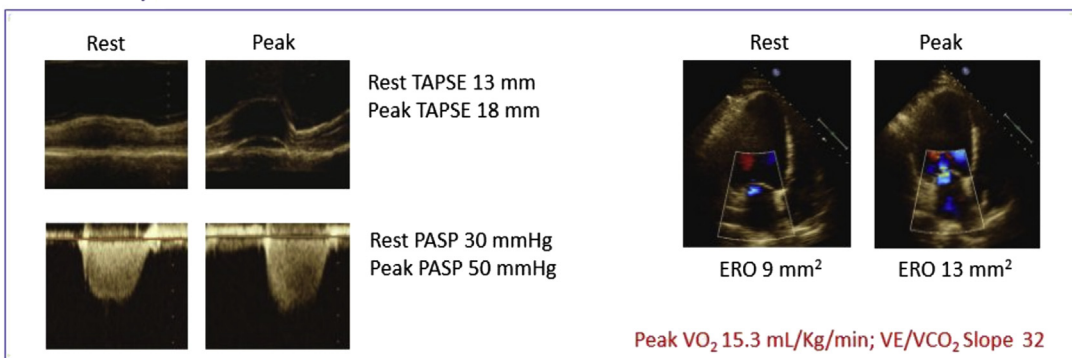 Rest
Peak
Rest TAPSE 13 mm
Peak TAPSE 18 mm
Rest PASP 30 mmHg
Peak PASP 50 mmHg
Rest
Peak
ERO 9 mm²
ERO 13 mm²
Peak VO₂ 15.3 mL/Kg/min; VE/VCO₂ Slope 32